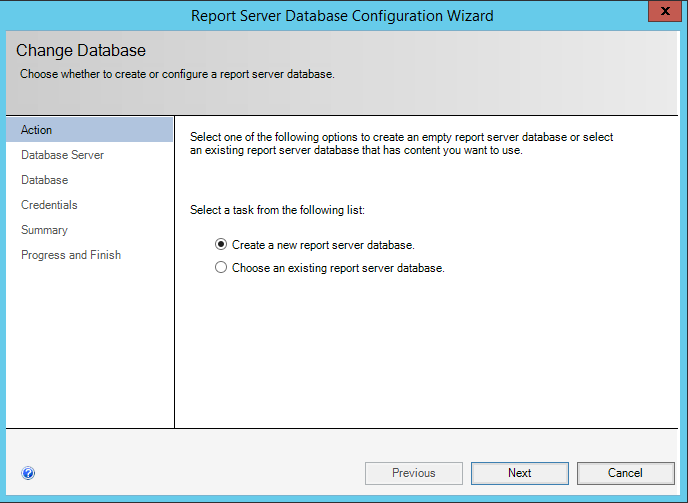 Report Server Database Configuration Wizard
x
Change Database
Choose whether to create or configure a report server database.
Action
Database Server
Database
Credentials
Summary
Progress and Finish
Select one of the following options to create an empty report server database or select
an existing report server database that has content you want to use.
Select a task from the following list:
Create a new report server database.
Choose an existing report server database.
?
Previous
Next
Cancel